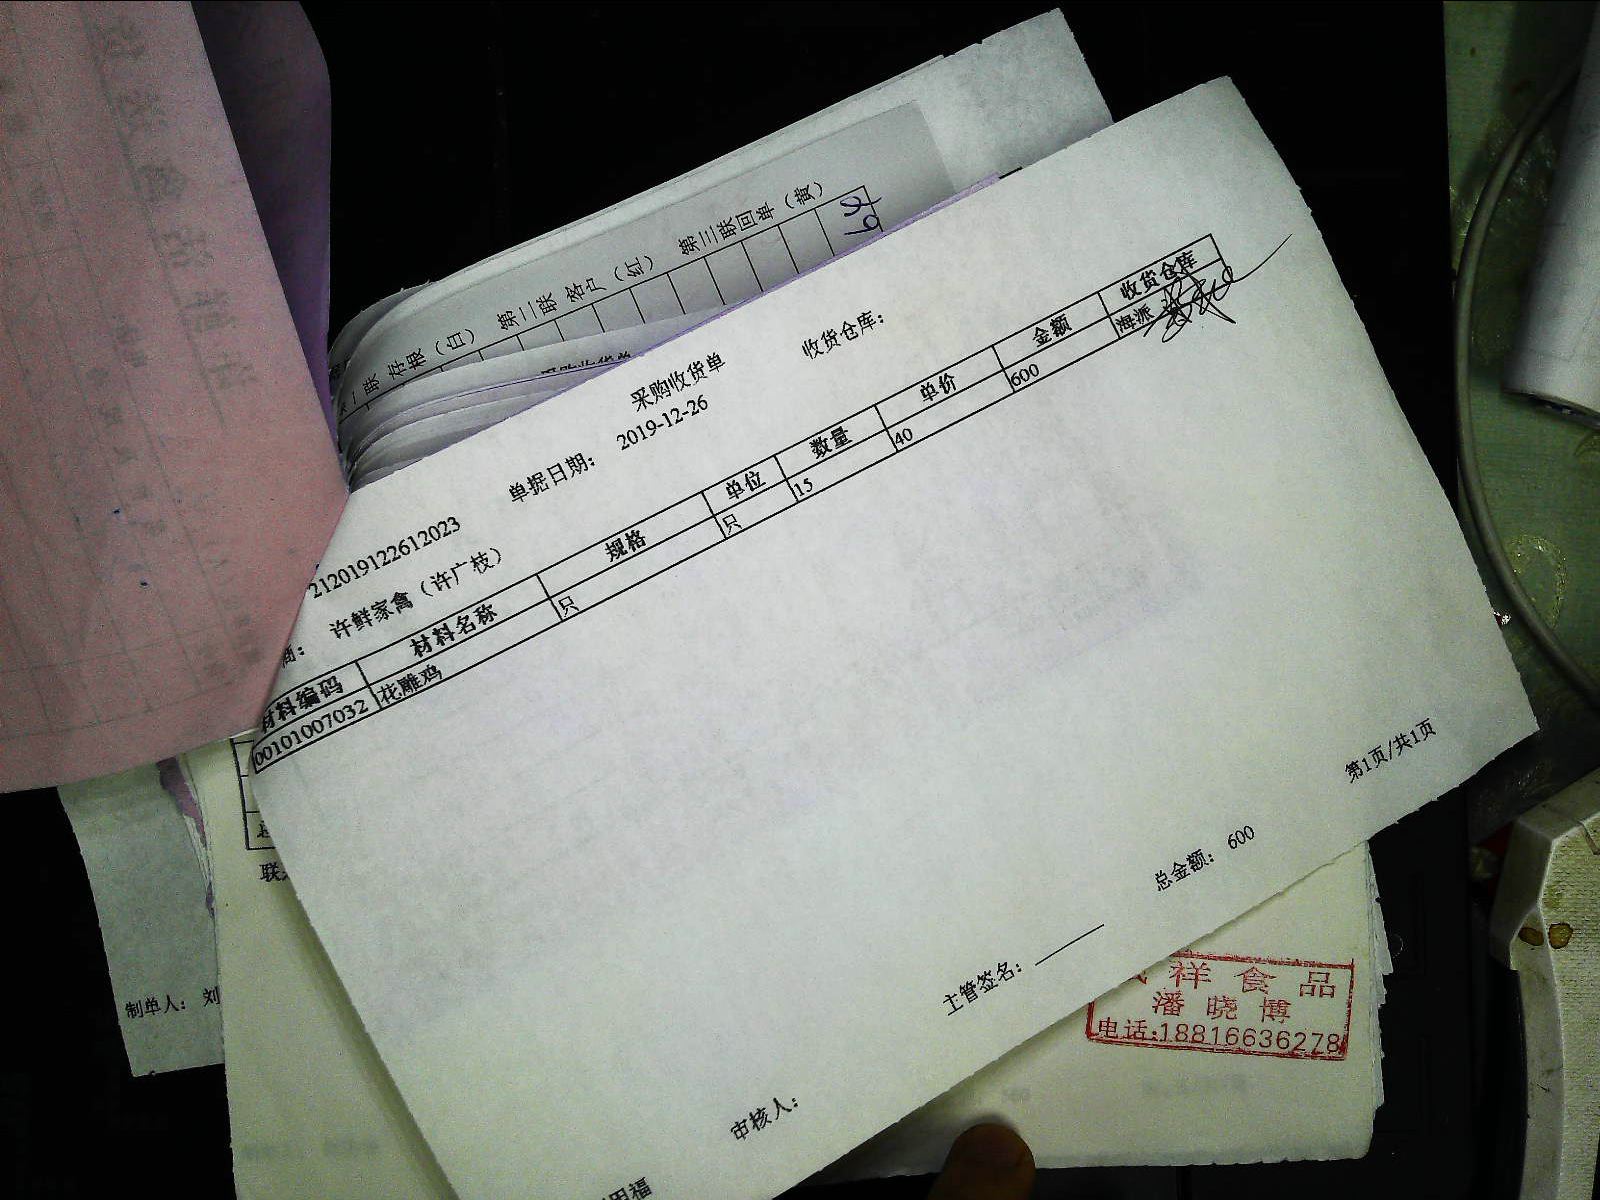 存根（白） 第二联 客户（红） 第三联回单（黄）
采购收货单
212019122612023 单据日期： 2019-12-26 收货仓库：
商： 许鲜家禽（许广枝）
材料编码 材料名称 规格 单位 数量 单价 金额 收货仓库
00101007032 花雕鸡 只 只 15 40 600 海派
总金额： 600
主管签名：
审核人：
第1页/共1页
制单人： 刘
祥食品
潘晓博
电话:18816636278